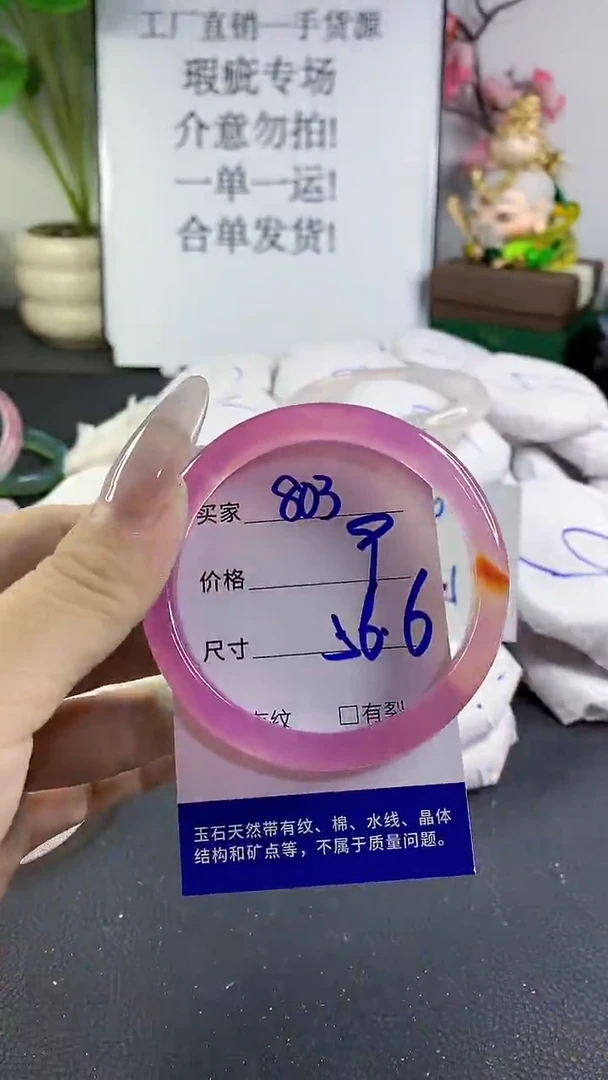 工厂直销一手货源
瑕疵专场
介意勿拍!
一单一运!
合单发货!
买家 803
价格
尺寸 56.6
有纹 □有裂
玉石天然带有纹、棉、水线、晶体
结构和矿点等，不属于质量问题。